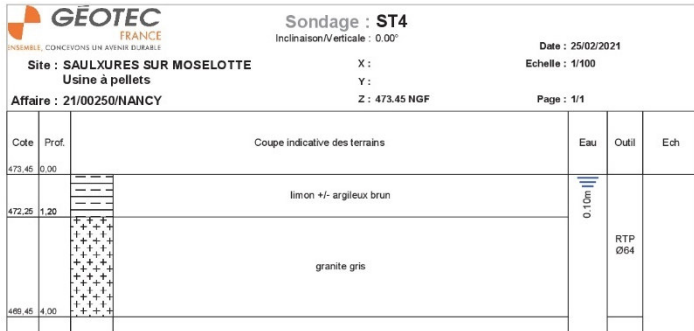 GÉOTEC
FRANCE
ENSEMBLE, CONCEVONS UN AVENIR DURABLE
Sondage : ST4
Inclinaison/Verticale : 0.00°
Date : 25/02/2021
Site : SAULXURES SUR MOSELOTTE
X :
Echelle : 1/100
Usine à pellets
Y :
Affaire : 21/00250/NANCY
Z : 473.45 NGF
Page : 1/1
Cote Prof. Coupe indicative des terrains Eau Outil Ech
473,45 0,00
limon +/- argileux brun
0.10m
472,25 1,20
RTP
Ø64
granite gris
469,45 4,00